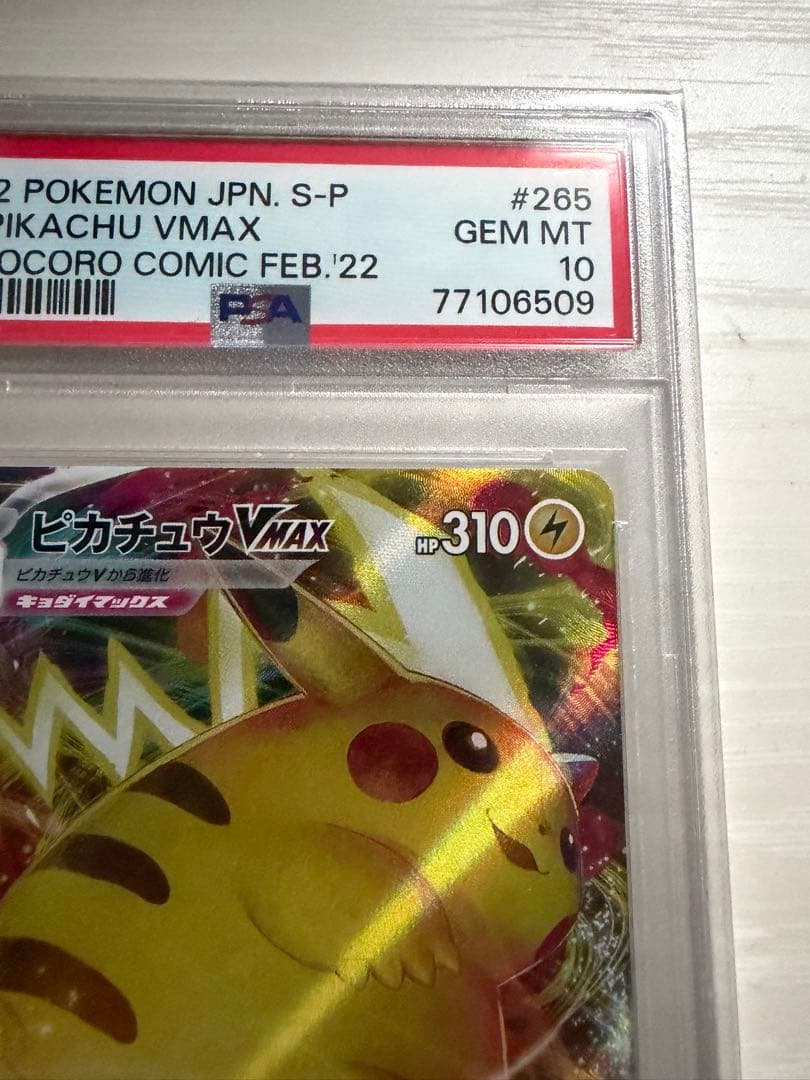 2 POKEMON JPN. S-P #265
PIKACHU VMAX GEM MT
OCORO COMIC FEB.'22 10
PSA 77106509
ピカチュウVMAX HP310
ピカチュウVから進化
キョダイマックス